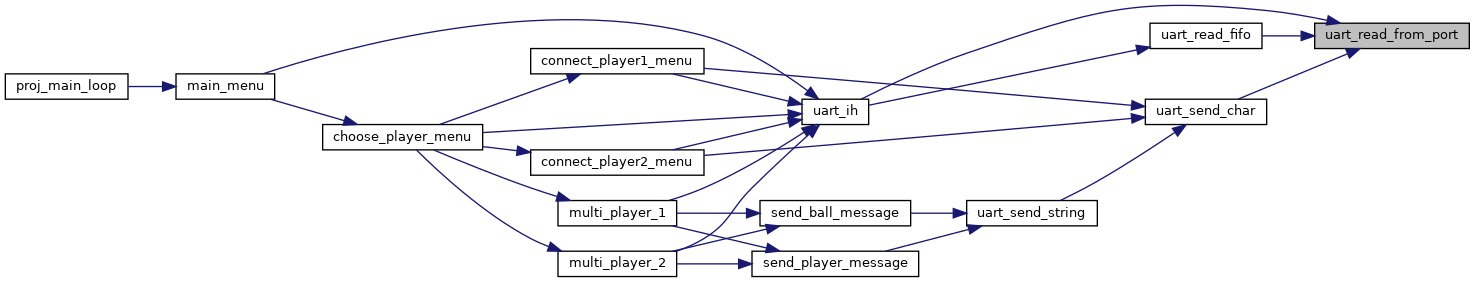 proj_main_loop
main_menu
choose_player_menu
connect_player1_menu
connect_player2_menu
multi_player_1
multi_player_2
uart_ih
send_ball_message
send_player_message
uart_read_fifo
uart_send_char
uart_send_string
uart_read_from_port